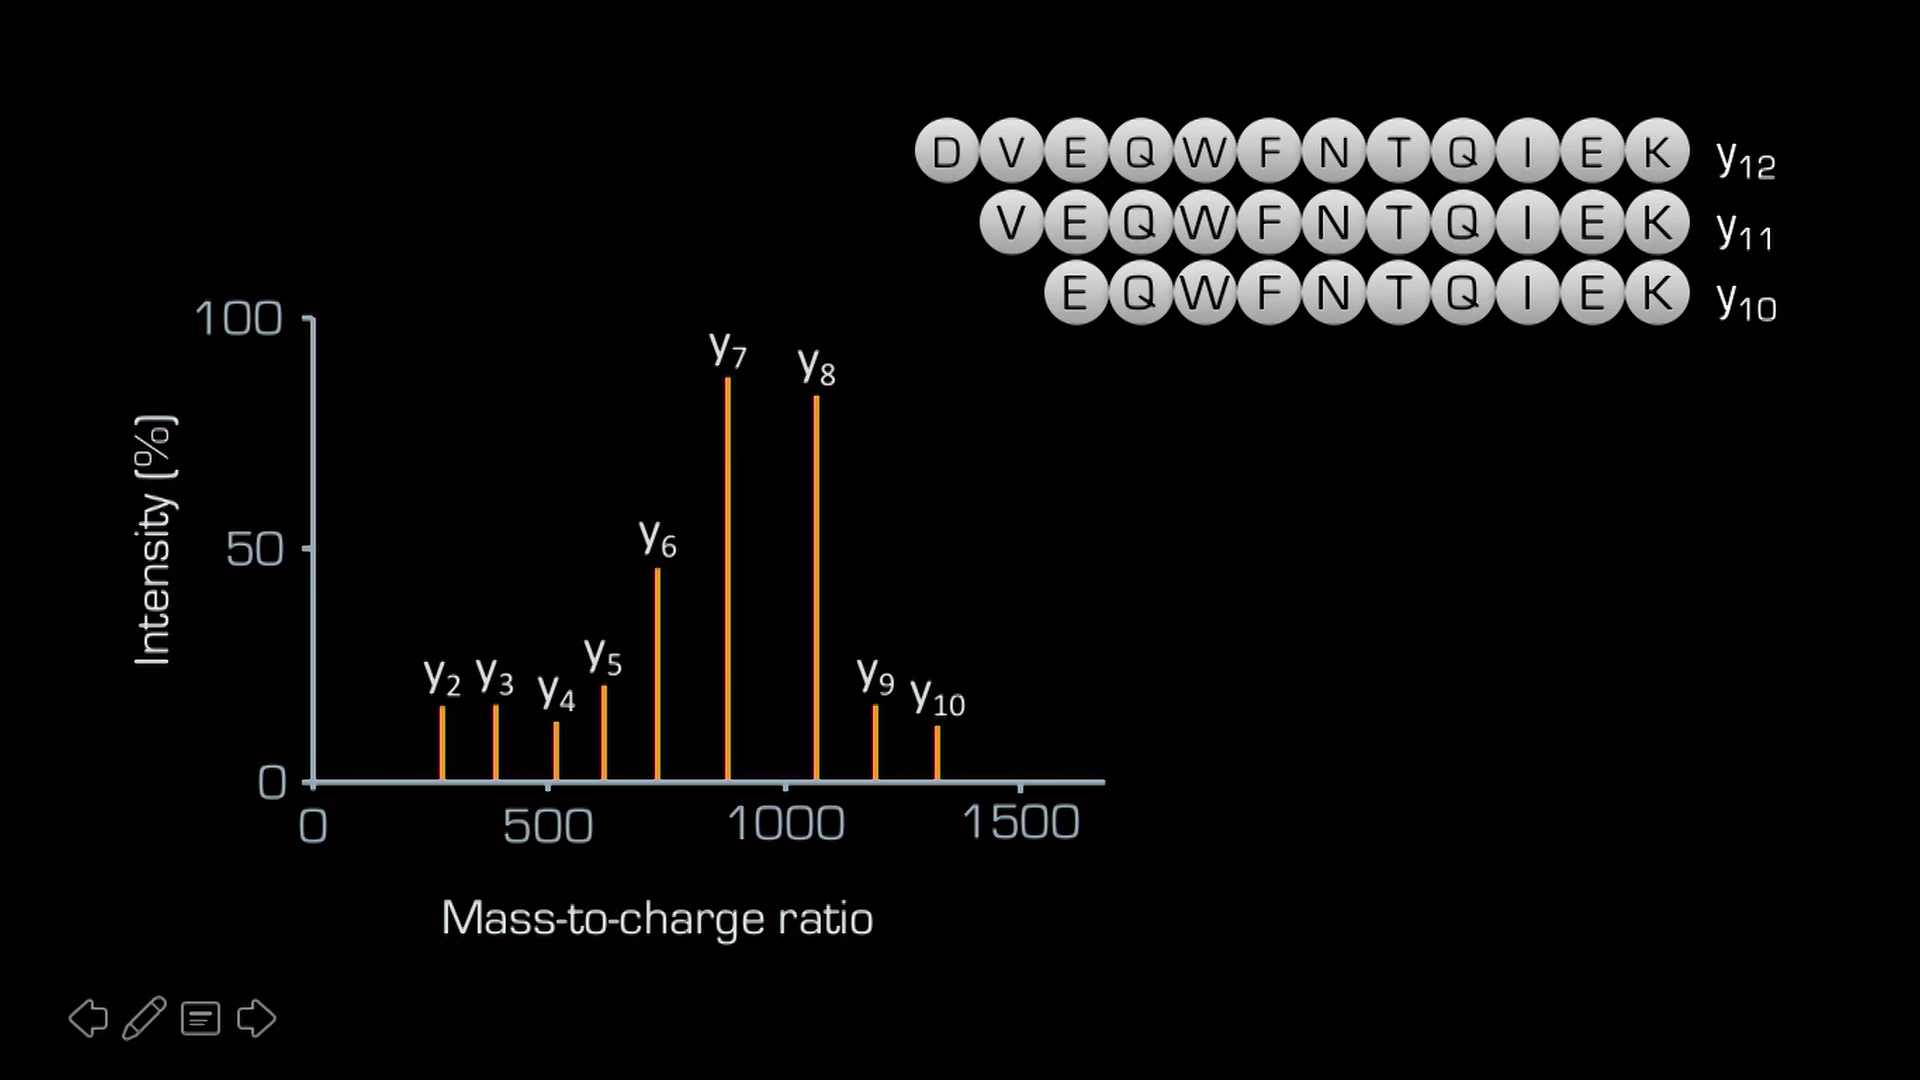 D V E Q W F N T Q I E K y12
V E Q W F N T Q I E K y11
E Q W F N T Q I E K y10
100
50
0
Intensity (%)
y2
y3
y4
y5
y6
y7
y8
y9
y10
0 500 1000 1500
Mass-to-charge ratio